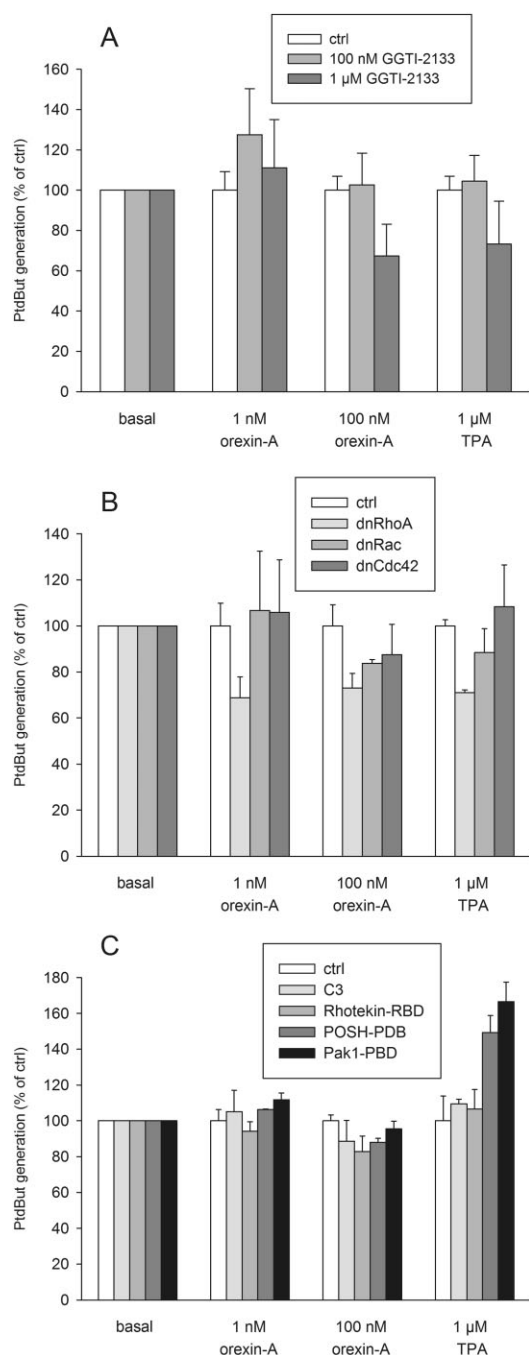 A
ctrl
100 nM GGTI-2133
1 µM GGTI-2133
PtdBut generation (% of ctrl)
160
140
120
100
80
60
40
20
0
basal
1 nM
orexin-A
100 nM
orexin-A
1 µM
TPA
B
ctrl
dnRhoA
dnRac
dnCdc42
PtdBut generation (% of ctrl)
140
120
100
80
60
40
20
0
basal
1 nM
orexin-A
100 nM
orexin-A
1 µM
TPA
C
ctrl
C3
Rhotekin-RBD
POSH-PDB
Pak1-PBD
PtdBut generation (% of ctrl)
180
160
140
120
100
80
60
40
20
0
basal
1 nM
orexin-A
100 nM
orexin-A
1 µM
TPA